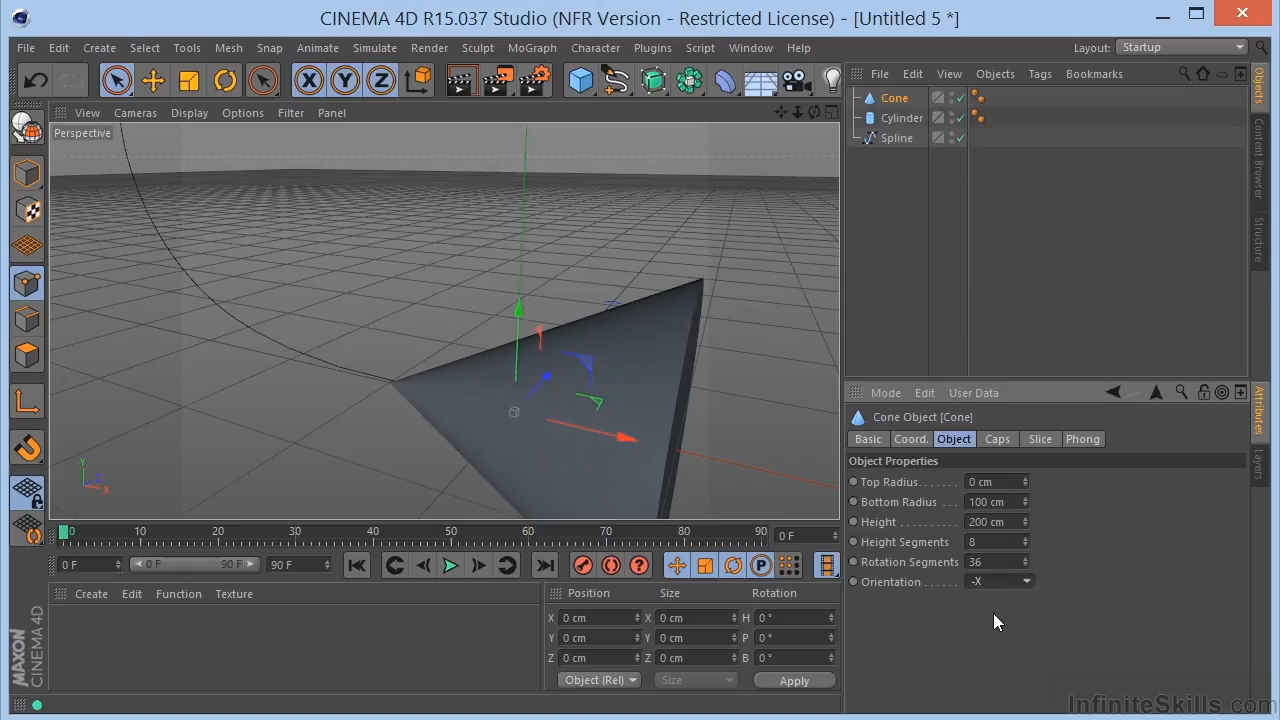 CINEMA 4D R15.037 Studio (NFR Version - Restricted License) - [Untitled 5 *]
File Edit Create Select Tools Mesh Snap Animate Simulate Render Sculpt MoGraph Character Plugins Script Window Help Layout: Startup
X Y Z
File Edit View Objects Tags Bookmarks
View Cameras Display Options Filter Panel
Perspective
Cone
Cylinder
Spline
Objects
Content Browser
Structure
Mode Edit User Data
Cone Object [Cone]
Basic Coord. Object Caps Slice Phong
Object Properties
Top Radius . . . . . . . 0 cm
Bottom Radius . . . 100 cm
Height . . . . . . . . . 200 cm
Height Segments 8
Rotation Segments 36
Orientation . . . . . . -X
Attributes
Layers
Y
Z
X
0 10 20 30 40 50 60 70 80 90 0 F
0 F 0 F 90 F 90 F P
Create Edit Function Texture
Position Size Rotation
X 0 cm X 0 cm H 0 °
Y 0 cm Y 0 cm P 0 °
Z 0 cm Z 0 cm B 0 °
Object (Rel) Size Apply
MAXON CINEMA 4D
InfiniteSkills.com